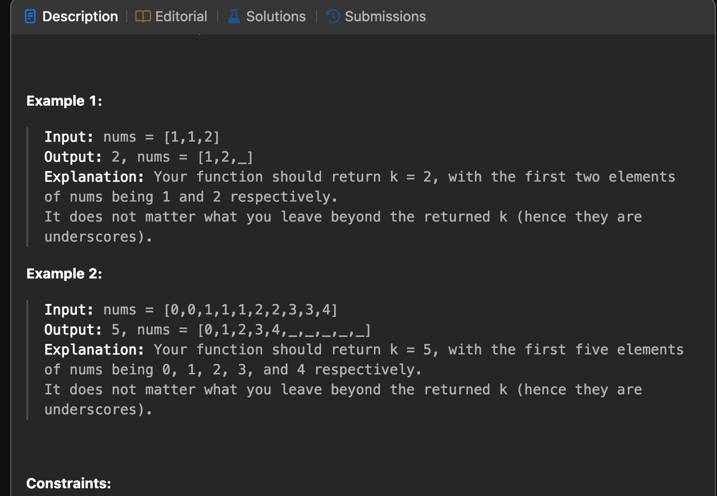 Description | Editorial | Solutions | Submissions
Example 1:
Input: nums = [1,1,2]
Output: 2, nums = [1,2,_]
Explanation: Your function should return k = 2, with the first two elements
of nums being 1 and 2 respectively.
It does not matter what you leave beyond the returned k (hence they are
underscores).
Example 2:
Input: nums = [0,0,1,1,1,2,2,3,3,4]
Output: 5, nums = [0,1,2,3,4,_,_,_,_,_]
Explanation: Your function should return k = 5, with the first five elements
of nums being 0, 1, 2, 3, and 4 respectively.
It does not matter what you leave beyond the returned k (hence they are
underscores).
Constraints: